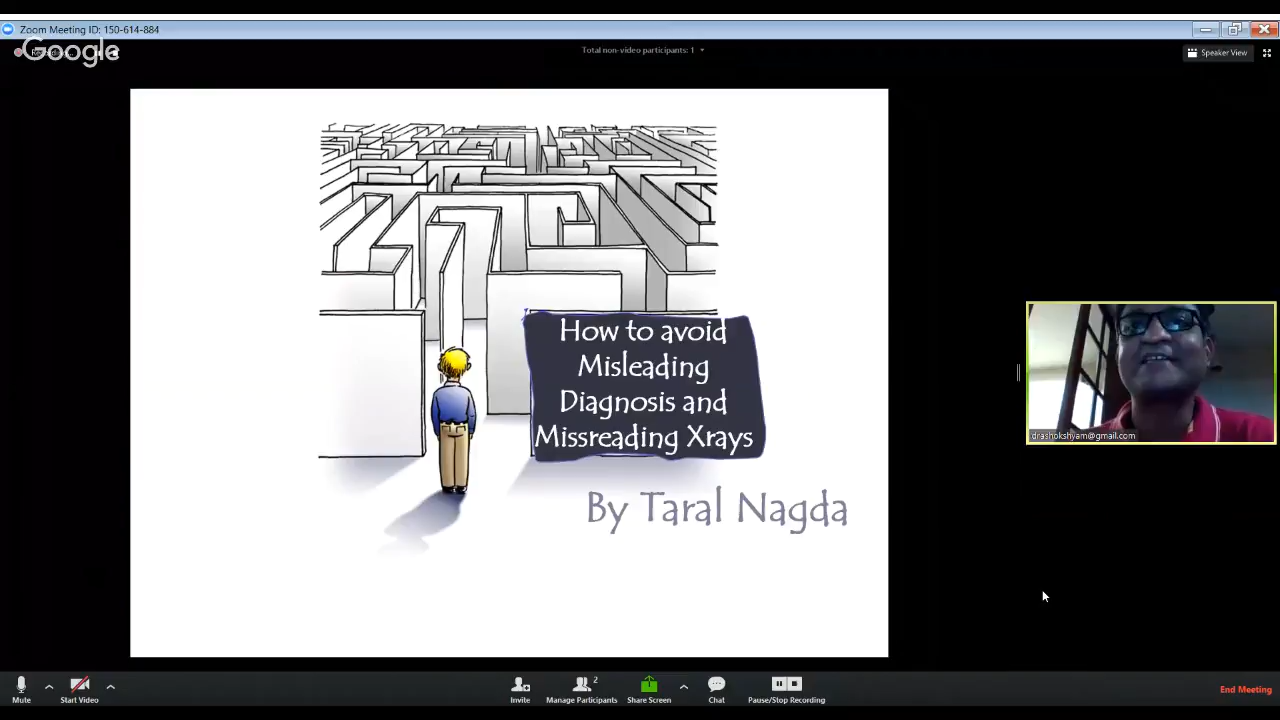 Zoom Meeting ID: 150-614-884
Google
Total non-video participants: 1
Speaker View
How to avoid
Misleading
Diagnosis and
Missreading Xrays
By Taral Nagda
drashokshyam@gmail.com
Mute
Start Video
Invite
2
Manage Participants
Share Screen
Chat
Pause/Stop Recording
End Meeting